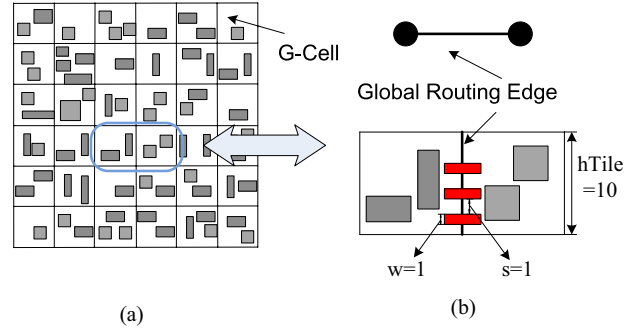 G-Cell
Global Routing Edge
hTile
=10
w=1
s=1
(a)
(b)